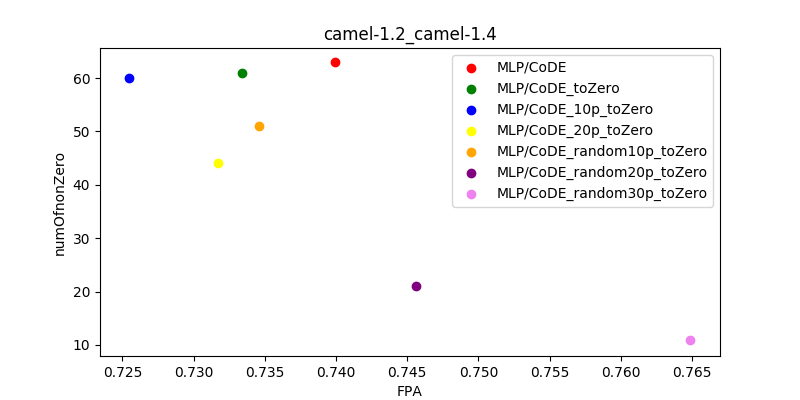 camel-1.2_camel-1.4
MLP/CoDE
MLP/CoDE_toZero
MLP/CoDE_10p_toZero
MLP/CoDE_20p_toZero
MLP/CoDE_random10p_toZero
MLP/CoDE_random20p_toZero
MLP/CoDE_random30p_toZero
numOfnonZero
60
50
40
30
20
10
0.725 0.730 0.735 0.740 0.745 0.750 0.755 0.760 0.765
FPA